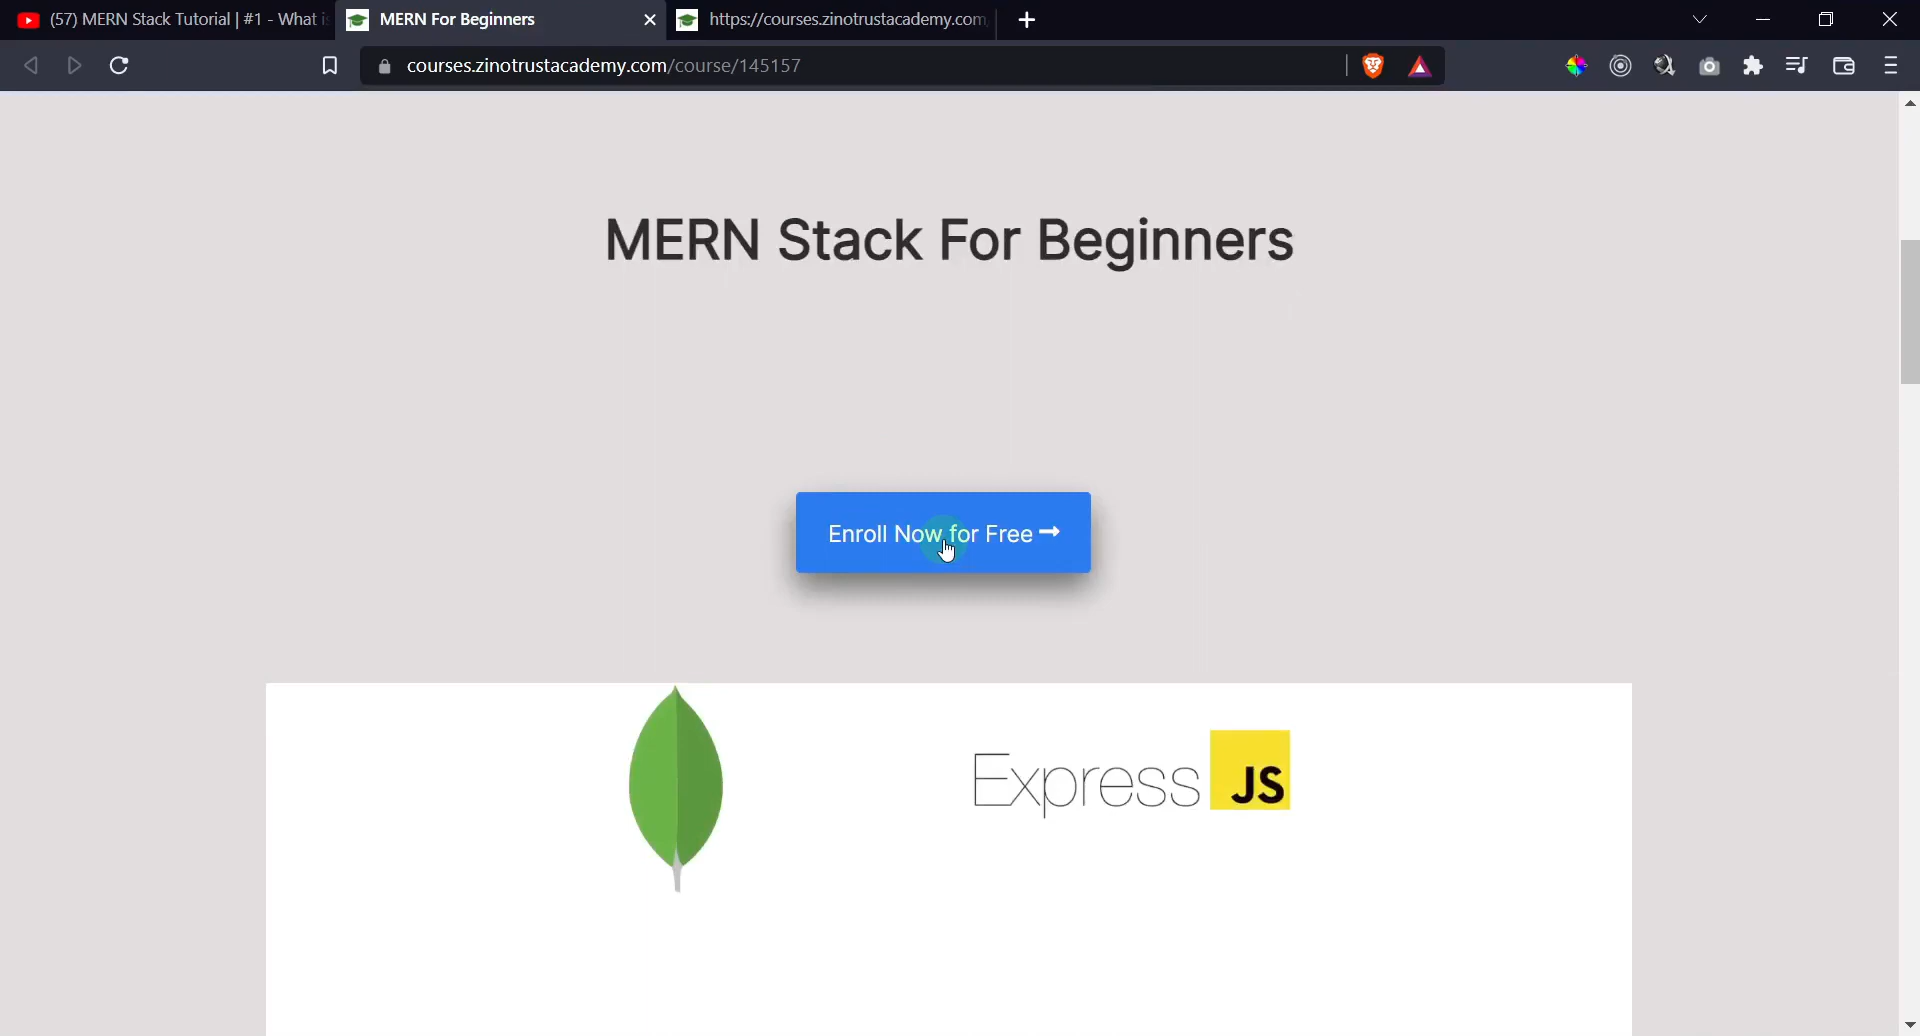 (57) MERN Stack Tutorial | #1 - What i
MERN For Beginners
https://courses.zinotrustacademy.com
courses.zinotrustacademy.com/course/145157
MERN Stack For Beginners
Enroll Now for Free
Express JS